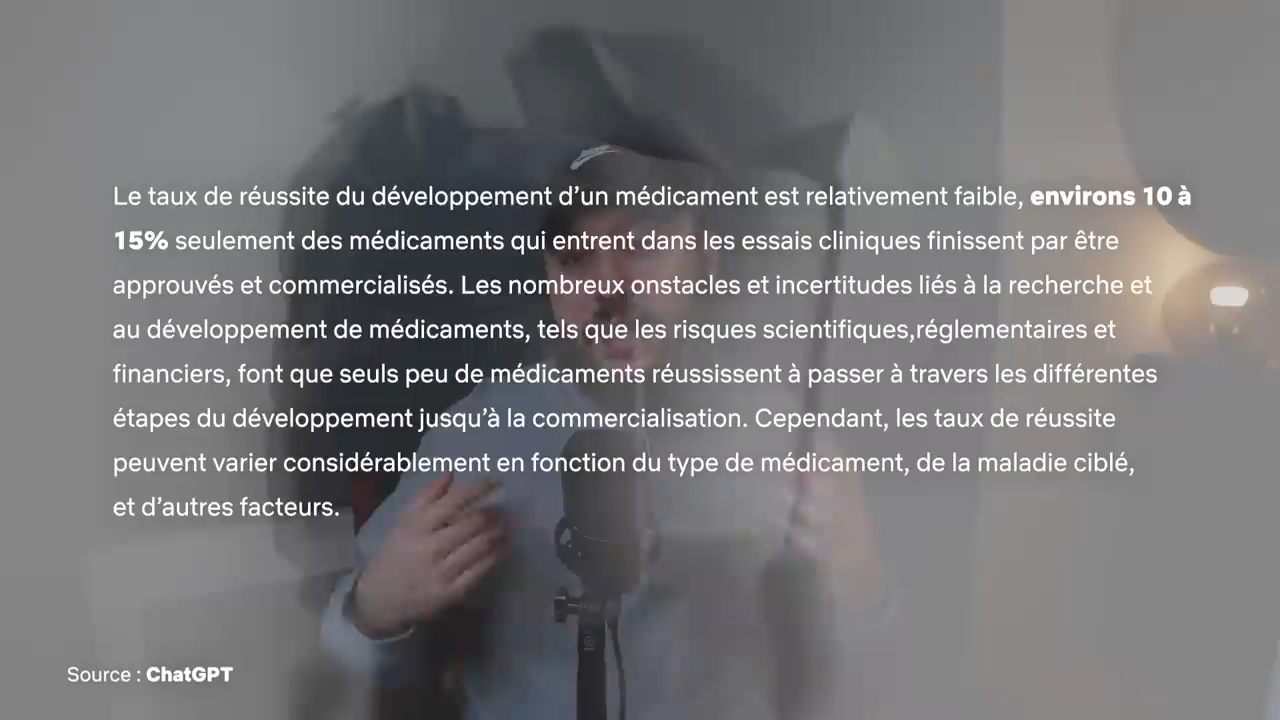 Le taux de réussite du développement d’un médicament est relativement faible, environs 10 à
15% seulement des médicaments qui entrent dans les essais cliniques finissent par être
approuvés et commercialisés. Les nombreux onstacles et incertitudes liés à la recherche et
au développement de médicaments, tels que les risques scientifiques,réglementaires et
financiers, font que seuls peu de médicaments réussissent à passer à travers les différentes
étapes du développement jusqu’à la commercialisation. Cependant, les taux de réussite
peuvent varier considérablement en fonction du type de médicament, de la maladie ciblé,
et d’autres facteurs.
Source : ChatGPT